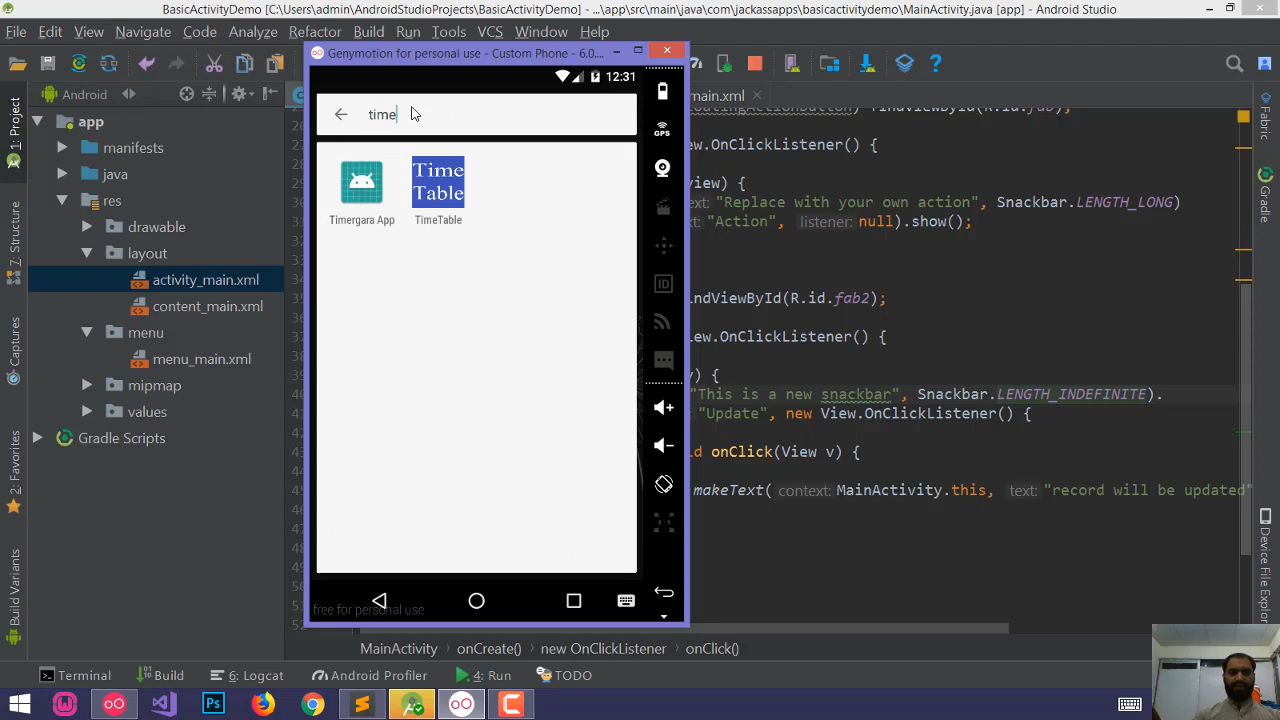 BasicActivityDemo [C:\Users\admin\AndroidStudioProjects\BasicActivityDemo] - ...\app\src\main\java\com\jackassapps\basicactivitydemo\MainActivity.java [app] - Android Studio
File Edit View Navigate Code Analyze Refactor Build Run Tools VCS Window Help
Genymotion for personal use - Custom Phone - 6.0....
12:31
time
Timergara App
Time
Table
TimeTable
free for personal use
GPS
ID
Android
app
manifests
java
res
drawable
layout
activity_main.xml
content_main.xml
menu
menu_main.xml
mipmap
values
Gradle Scripts
1: Project
7: Structure
Captures
2: Favorites
Build Variants
main.xml
ew.OnClickListener() {
view) {
text: "Replace with your own action", Snackbar.LENGTH_LONG)
xt: "Action", listener: null).show();
ndViewById(R.id.fab2);
ew.OnClickListener() {
) {
"This is a new snackbar", Snackbar.LENGTH_INDEFINITE).
"Update", new View.OnClickListener() {
d onClick(View v) {
makeText( context: MainActivity.this, text: "record will be updated"
Fabric
Gradle
Device File Explorer
MainActivity onCreate() new OnClickListener onClick()
Terminal Build 6: Logcat Android Profiler 4: Run TODO
Ps